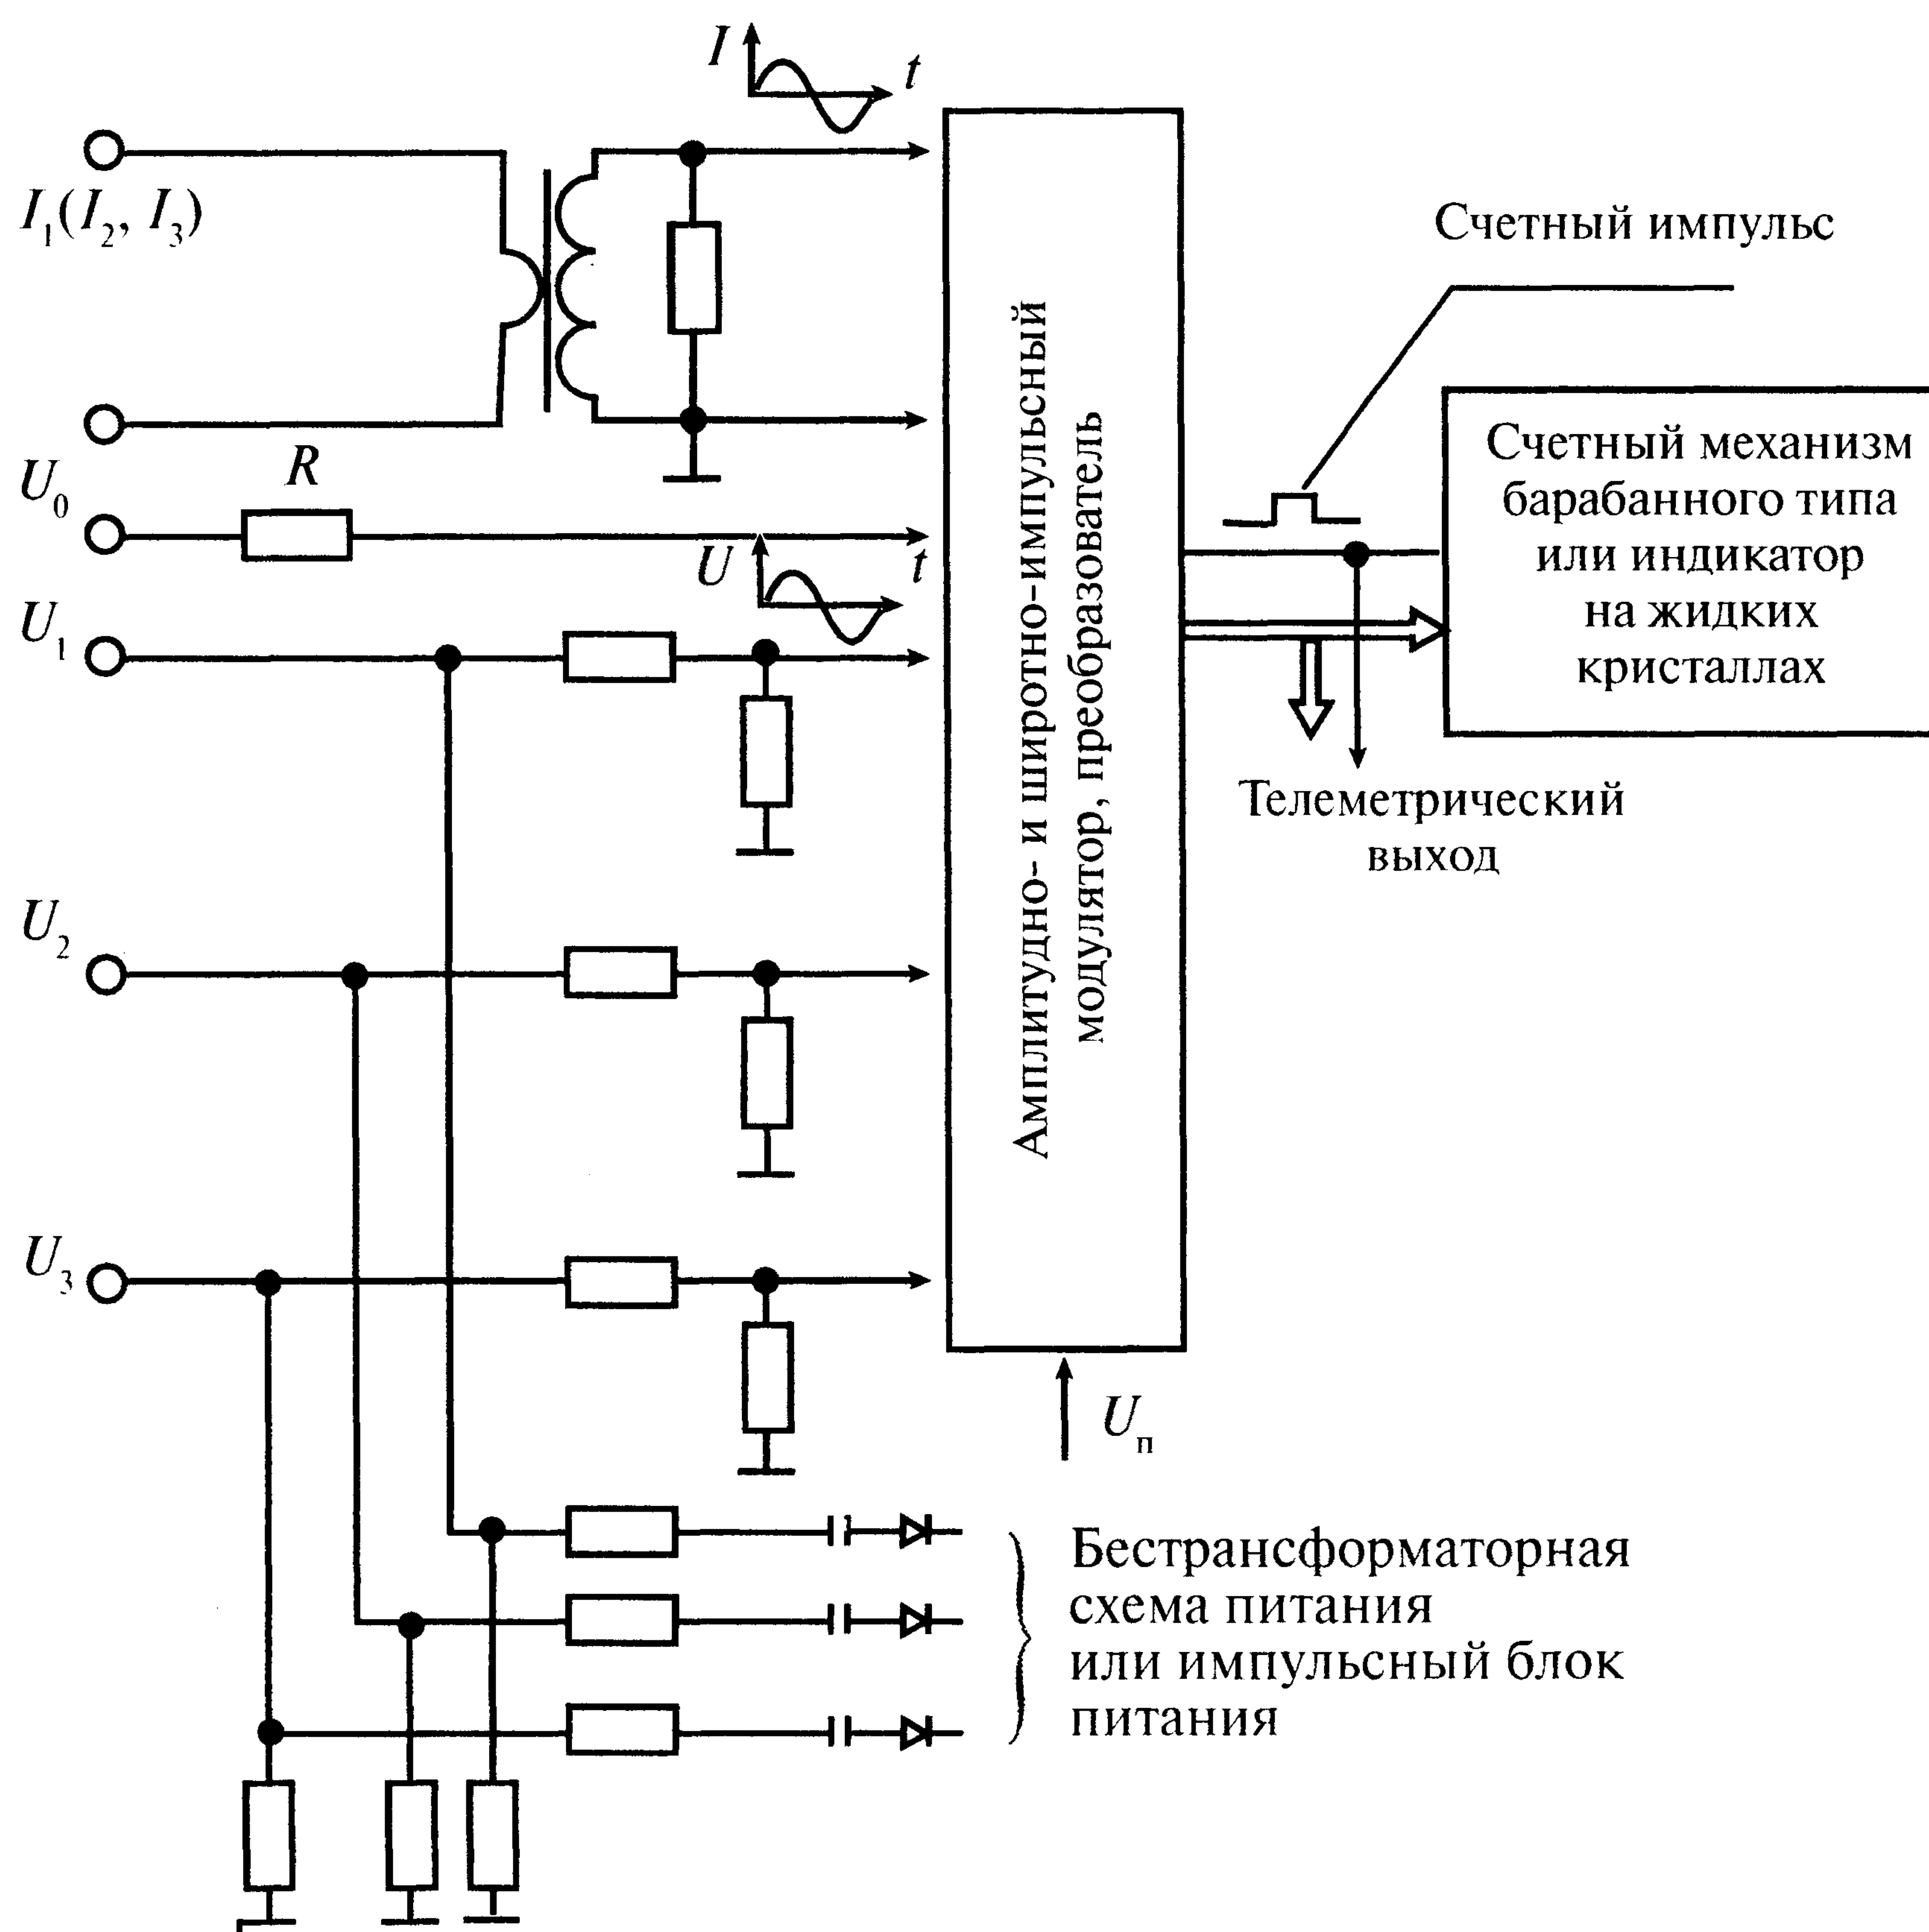 I t
I₁(I₂, I₃)
Счетный импульс
U₀
R
U t
U₁
U₂
U₃
Амплитудно- и широтно-импульсный
модулятор, преобразователь
Счетный механизм
барабанного типа
или индикатор
на жидких
кристаллах
Телеметрический
выход
Uп
Бестрансформаторная
схема питания
или импульсный блок
питания